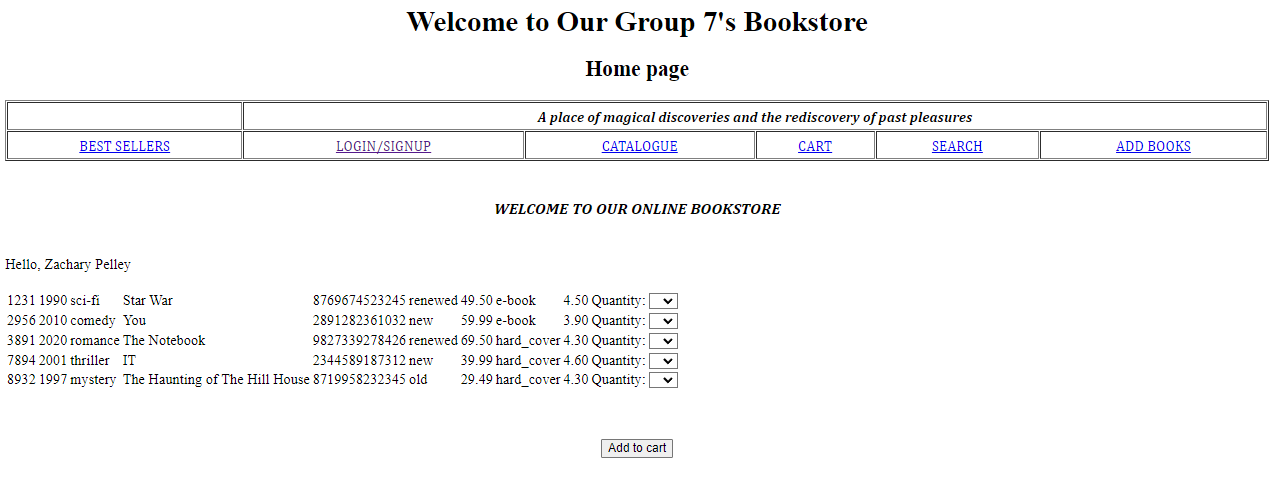 Welcome to Our Group 7's Bookstore
Home page
A place of magical discoveries and the rediscovery of past pleasures
BEST SELLERS LOGIN/SIGNUP CATALOGUE CART SEARCH ADD BOOKS
WELCOME TO OUR ONLINE BOOKSTORE
Hello, Zachary Pelley
1231 1990 sci-fi Star War 8769674523245 renewed 49.50 e-book 4.50 Quantity:
2956 2010 comedy You 2891282361032 new 59.99 e-book 3.90 Quantity:
3891 2020 romance The Notebook 9827339278426 renewed 69.50 hard_cover 4.30 Quantity:
7894 2001 thriller IT 2344589187312 new 39.99 hard_cover 4.60 Quantity:
8932 1997 mystery The Haunting of The Hill House 8719958232345 old 29.49 hard_cover 4.30 Quantity:
Add to cart